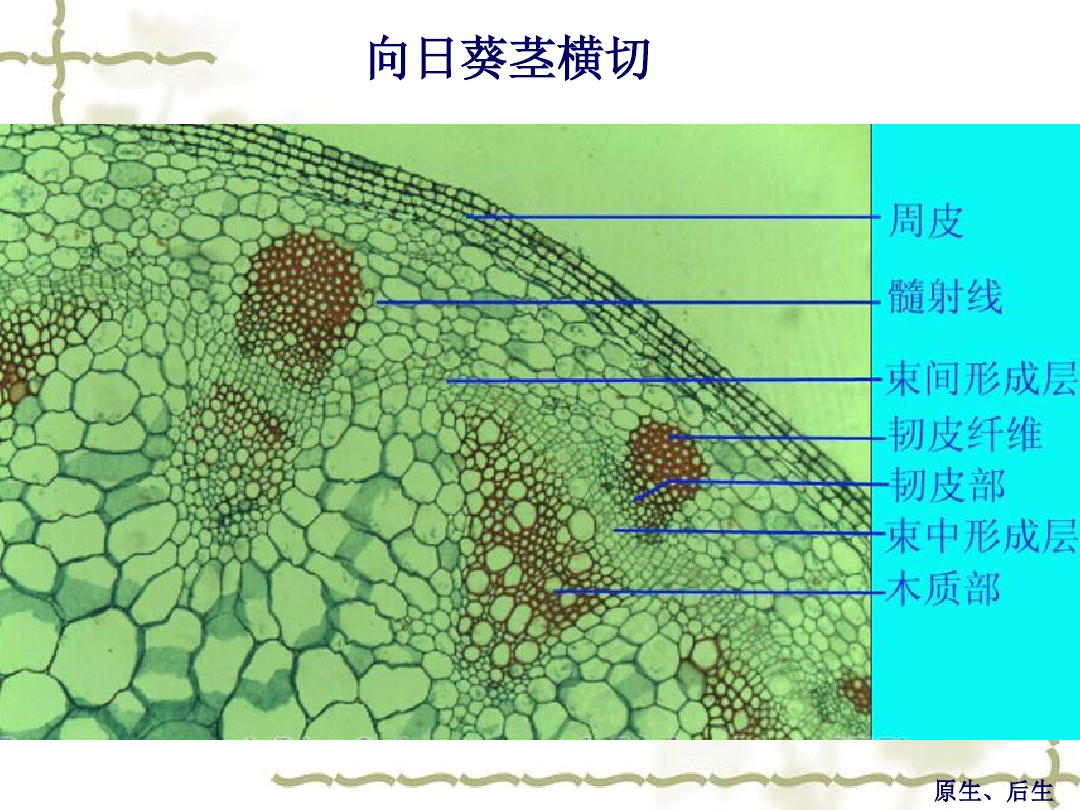 向日葵茎横切
周皮
髓射线
束间形成层
韧皮纤维
韧皮部
束中形成层
木质部
原生、后生